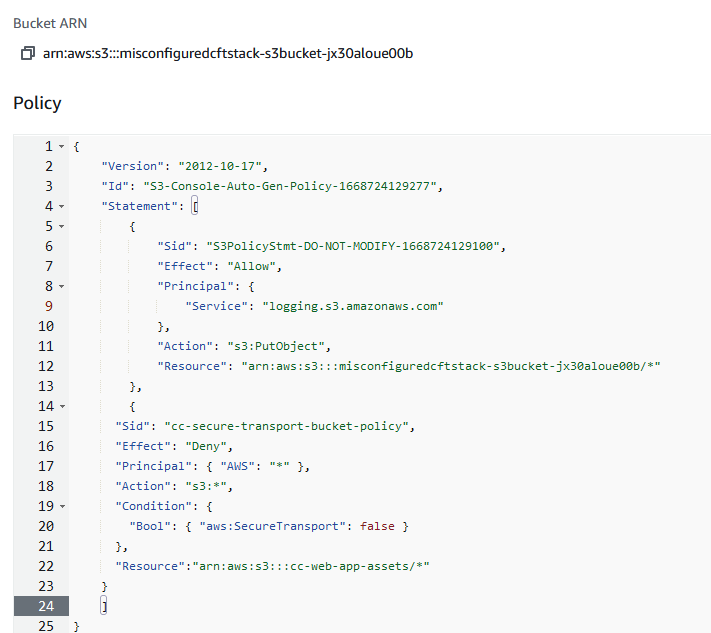 Bucket ARN
arn:aws:s3:::misconfiguredcftstack-s3bucket-jx30aloue00b
Policy
1 {
2 "Version": "2012-10-17",
3 "Id": "S3-Console-Auto-Gen-Policy-1668724129277",
4 "Statement": [
5 {
6 "Sid": "S3PolicyStmt-DO-NOT-MODIFY-1668724129100",
7 "Effect": "Allow",
8 "Principal": {
9 "Service": "logging.s3.amazonaws.com"
10 },
11 "Action": "s3:PutObject",
12 "Resource": "arn:aws:s3:::misconfiguredcftstack-s3bucket-jx30aloue00b/*"
13 },
14 {
15 "Sid": "cc-secure-transport-bucket-policy",
16 "Effect": "Deny",
17 "Principal": { "AWS": "*" },
18 "Action": "s3:*",
19 "Condition": {
20 "Bool": { "aws:SecureTransport": false }
21 },
22 "Resource":"arn:aws:s3:::cc-web-app-assets/*"
23 }
24 ]
25 }